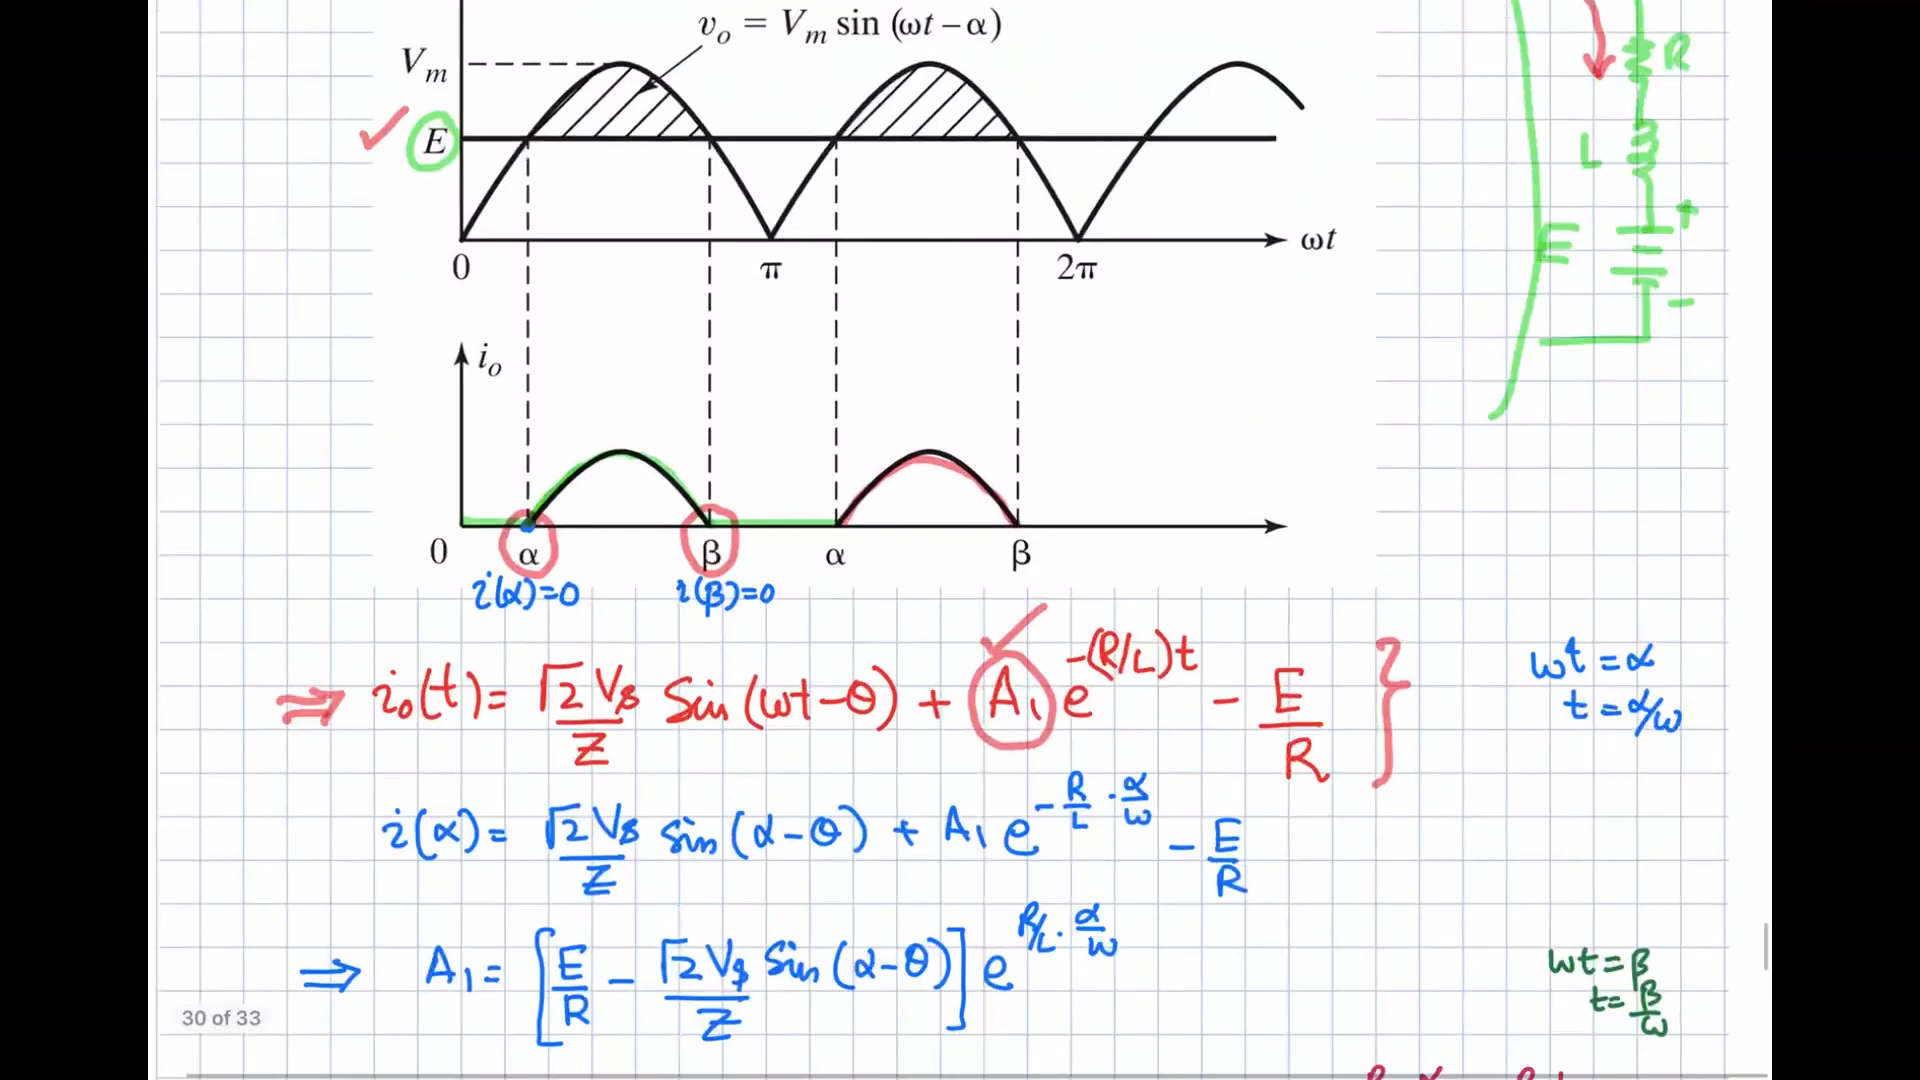 v_o = V_m sin (ωt – α)
V_m
E
0
π
2π
ωt
R
L
E
+
-
i_o
0
α
β
α
β
i(α)=0
i(β)=0
⇒ i_o(t) = √2 V_s / Z Sin (ωt-θ) + A_1 e^-(R/L)t - E/R
ωt = α
t = α/ω
i(α) = √2 V_s / Z sin (α-θ) + A_1 e^-R/L · α/ω - E/R
⇒ A_1 = [E/R - √2 V_s / Z Sin (α-θ)] e^R/L · α/ω
ωt = β
t = β/ω
30 of 33